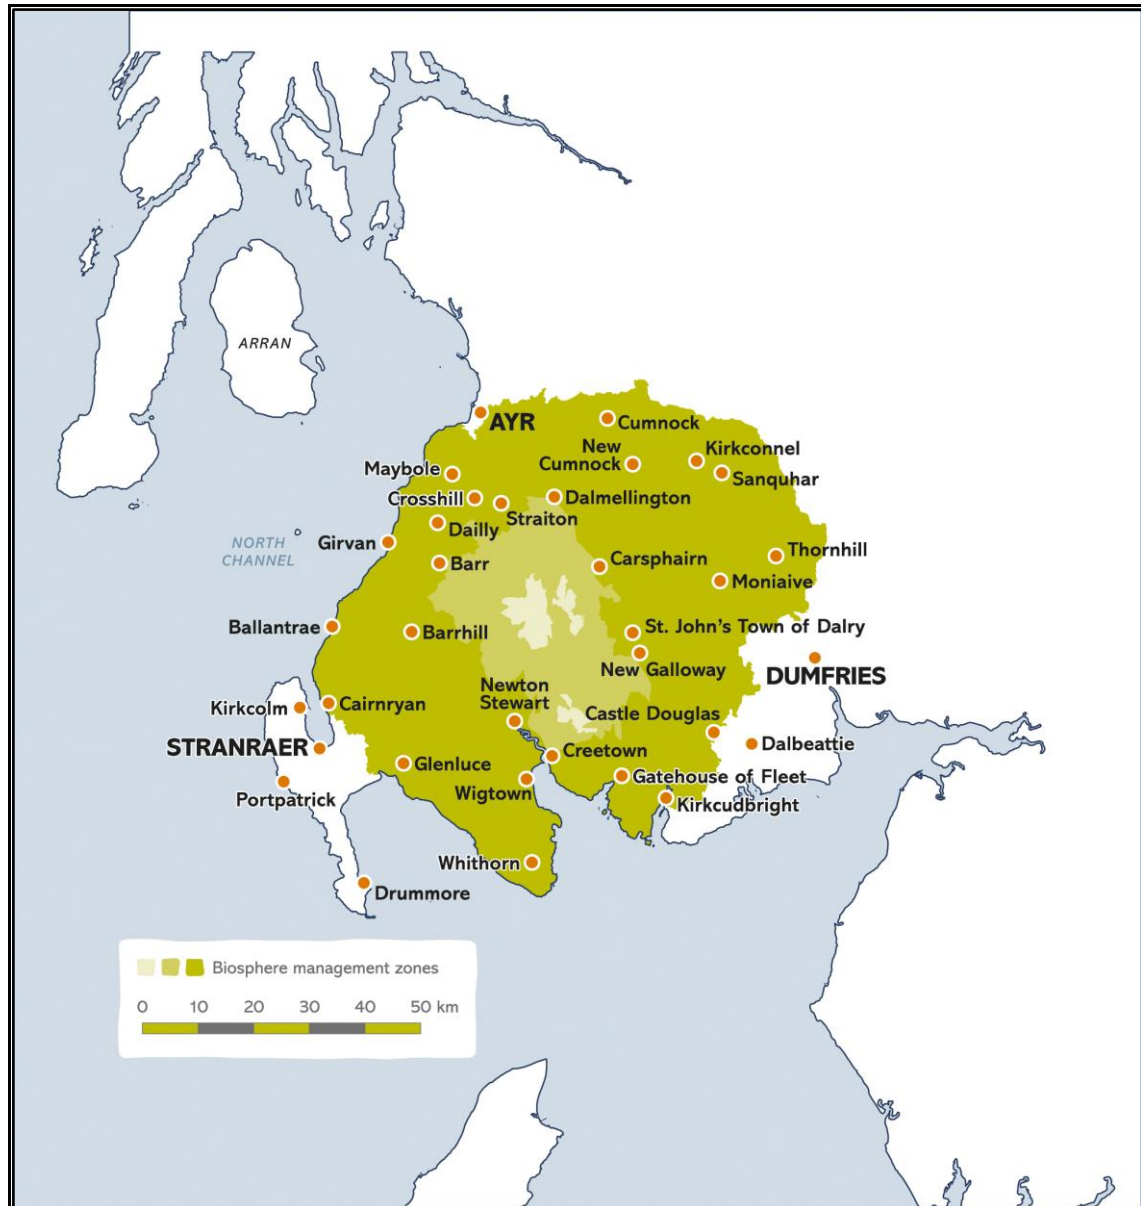 ARRAN
AYR
Cumnock
New
Cumnock
Kirkconnel
Sanquhar
Maybole
Crosshill
Straiton
Dalmellington
Dailly
NORTH
CHANNEL
Girvan
Barr
Carsphairn
Thornhill
Moniaive
Ballantrae
Barrhill
St. John's Town of Dalry
New Galloway
DUMFRIES
Newton
Stewart
Kirkcolm
Cairnryan
Castle Douglas
STRANRAER
Dalbeattie
Glenluce
Creetown
Gatehouse of Fleet
Portpatrick
Wigtown
Kirkcudbright
Whithorn
Drummore
Biosphere management zones
0 10 20 30 40 50 km